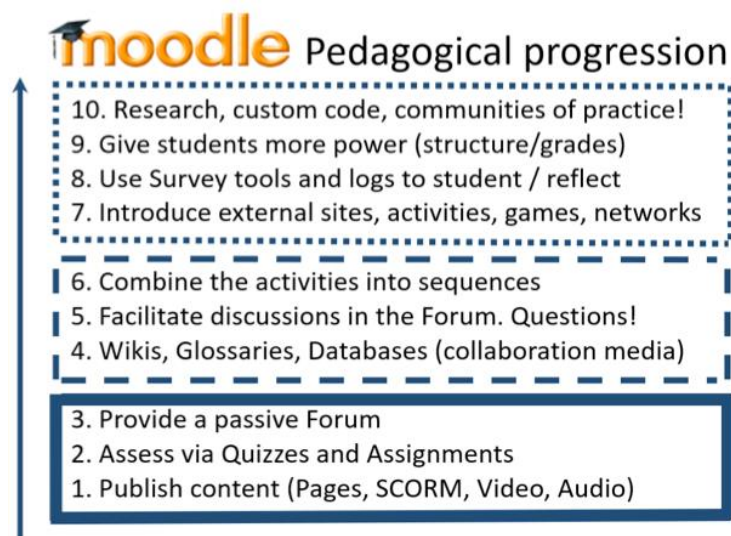 moodle Pedagogical progression
10. Research, custom code, communities of practice!
9. Give students more power (structure/grades)
8. Use Survey tools and logs to student / reflect
7. Introduce external sites, activities, games, networks
6. Combine the activities into sequences
5. Facilitate discussions in the Forum. Questions!
4. Wikis, Glossaries, Databases (collaboration media)
3. Provide a passive Forum
2. Assess via Quizzes and Assignments
1. Publish content (Pages, SCORM, Video, Audio)